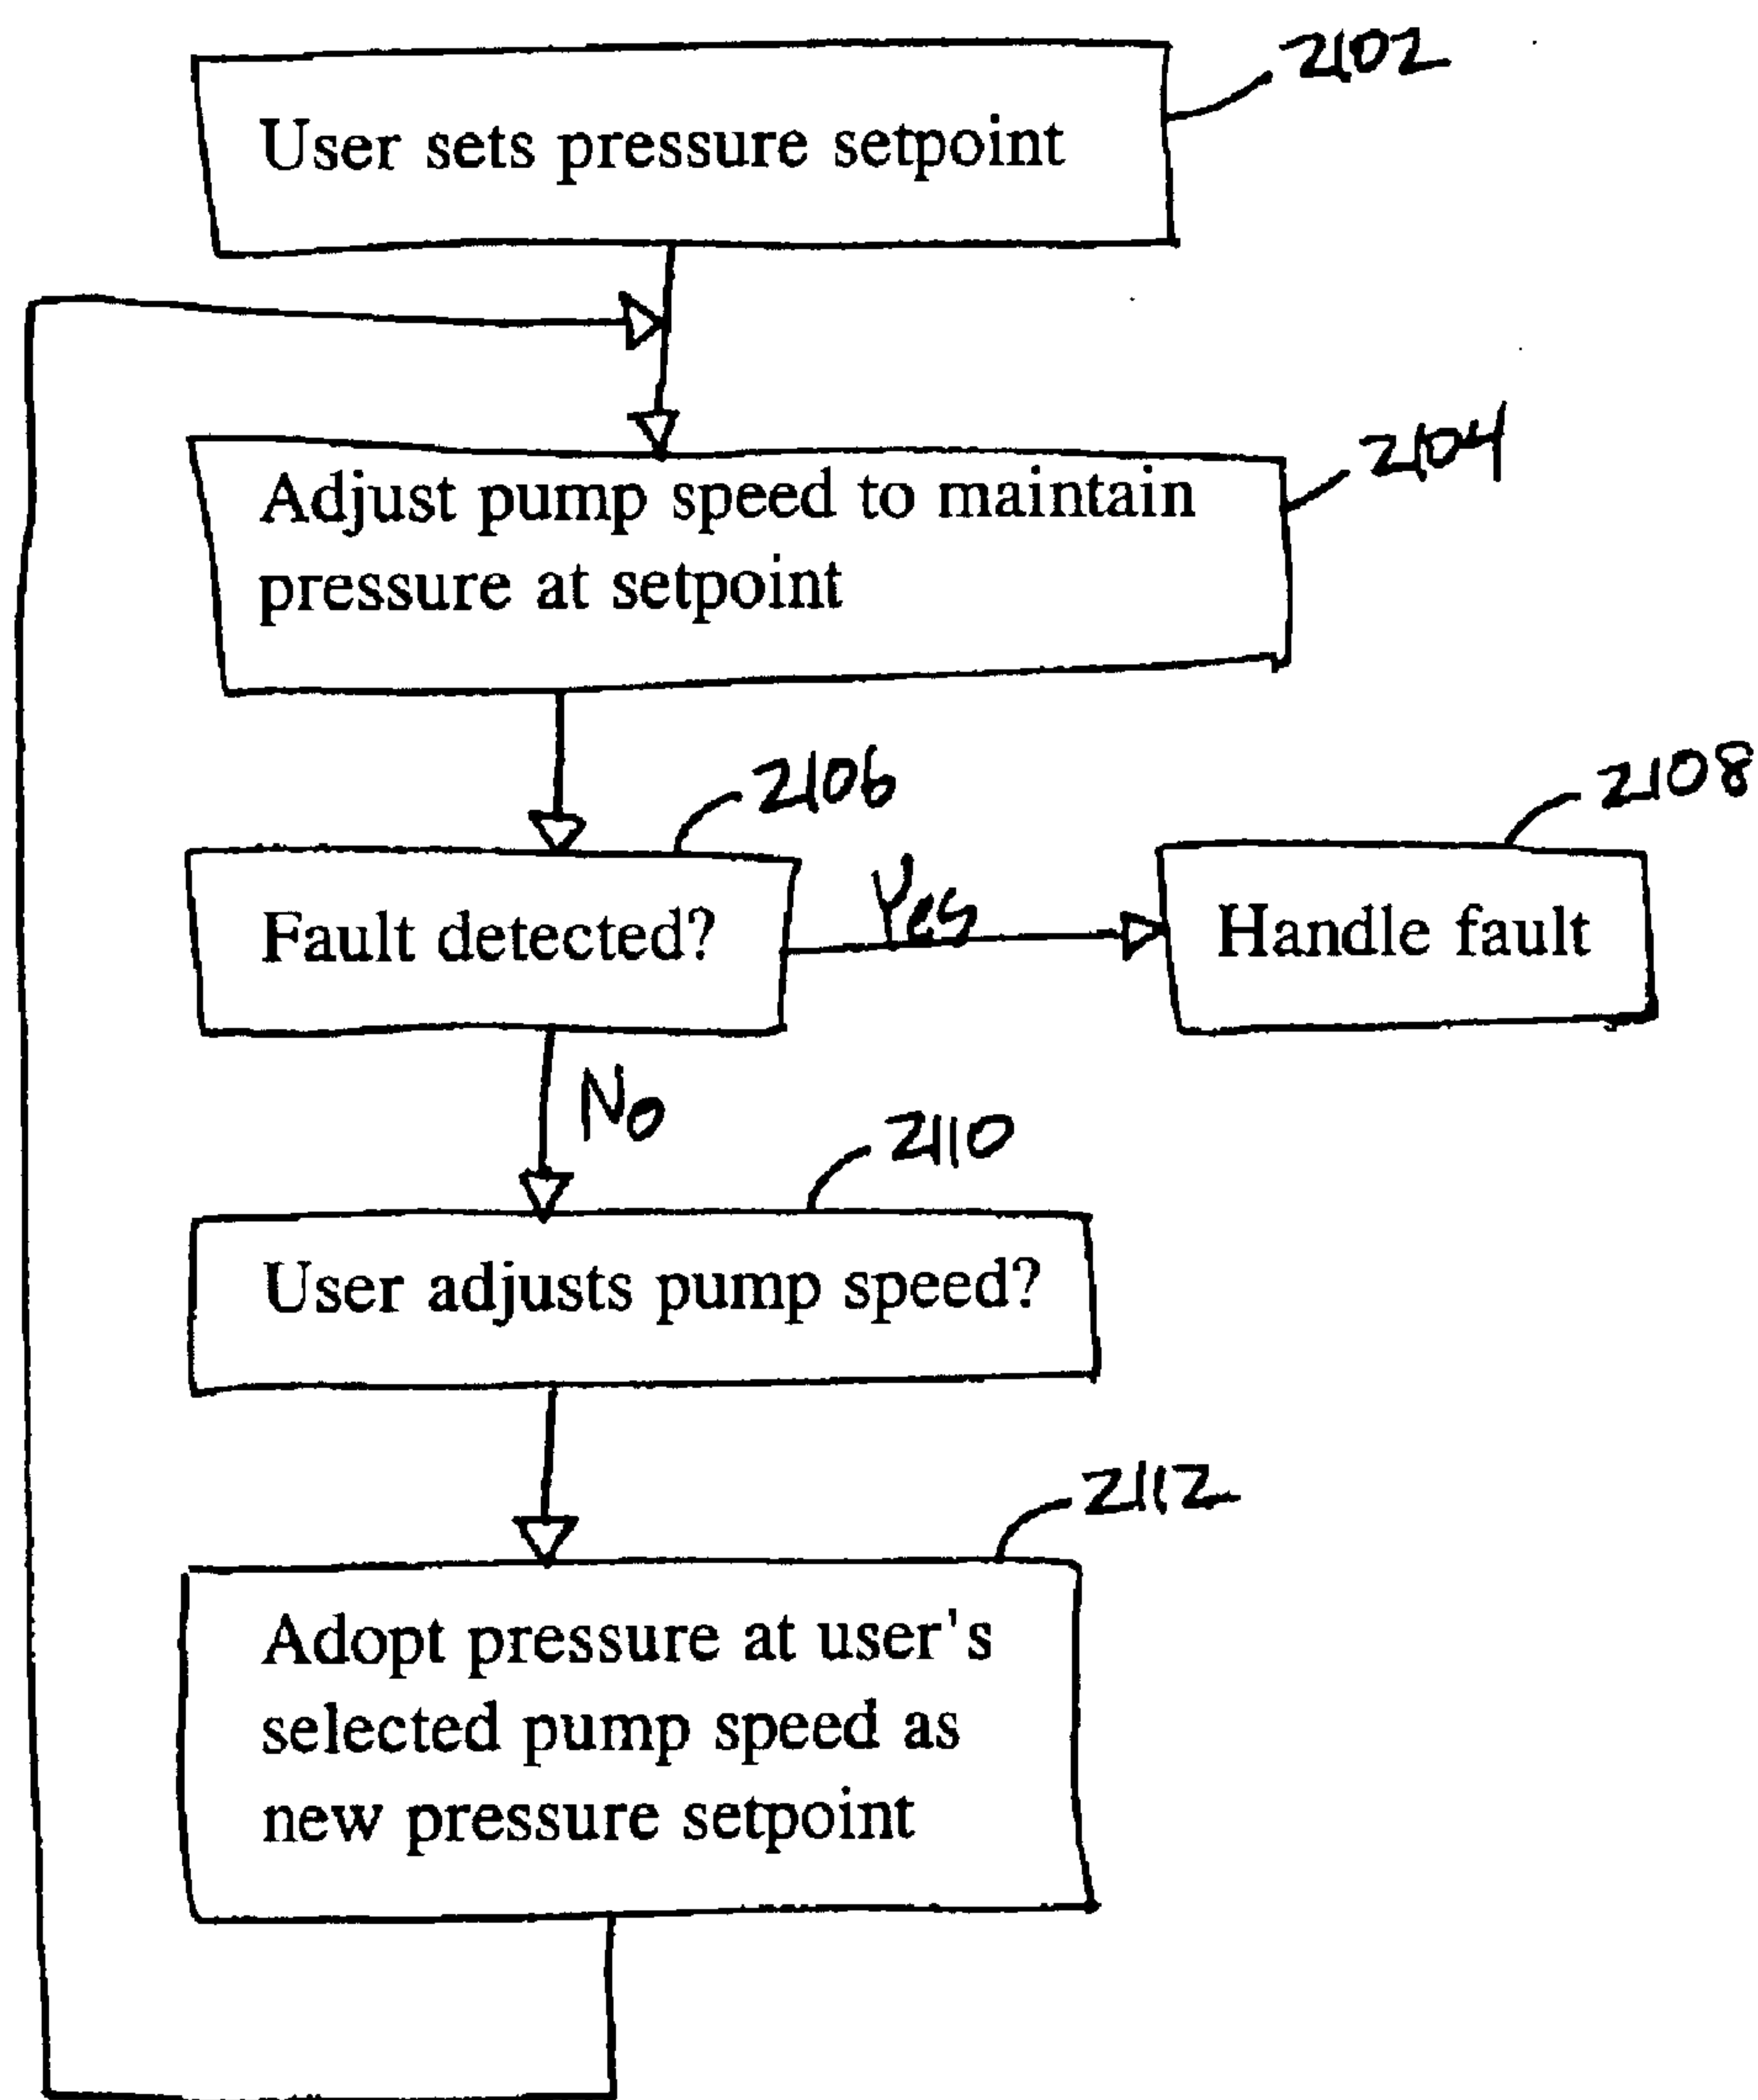 2102
User sets pressure setpoint
2104
Adjust pump speed to maintain
pressure at setpoint
2106
2108
Fault detected?
Yes
Handle fault
No
2110
User adjusts pump speed?
2112
Adopt pressure at user's
selected pump speed as
new pressure setpoint